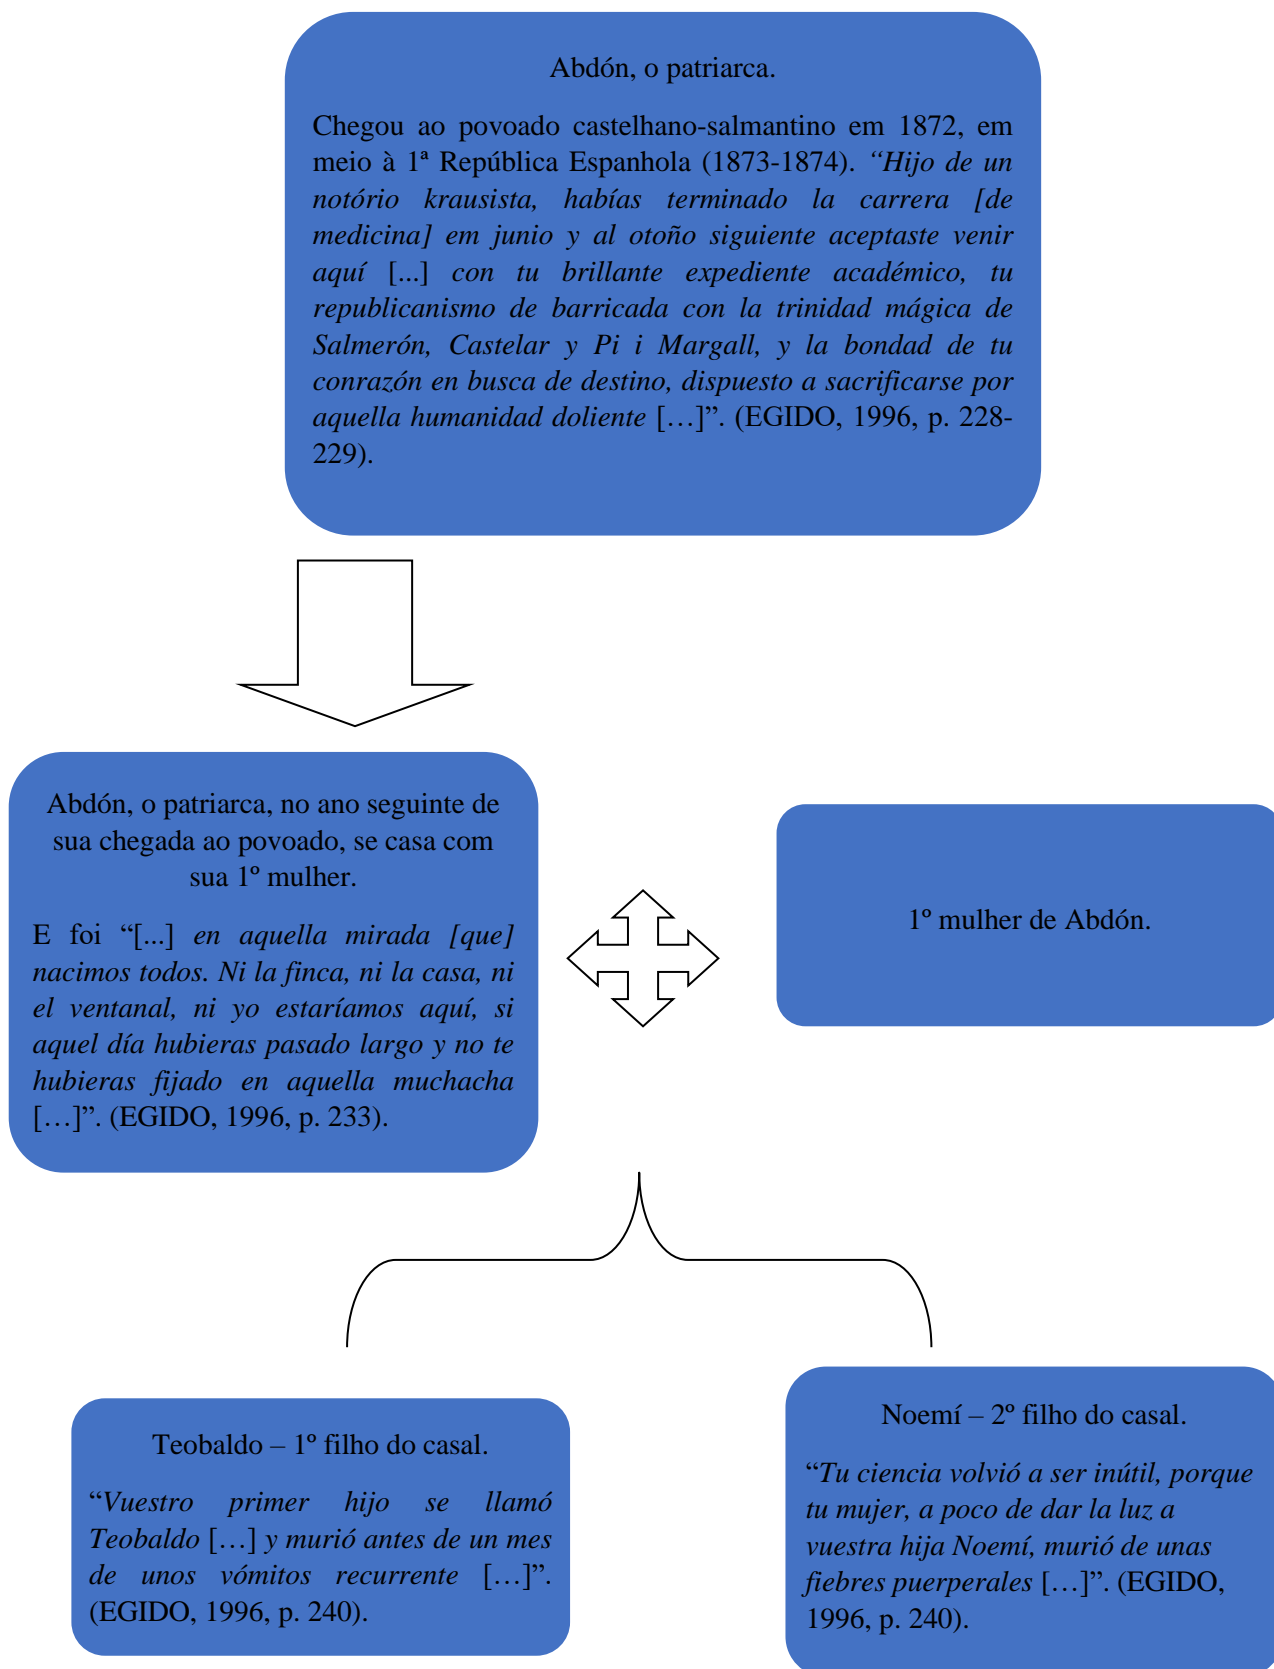 Abdón, o patriarca.
Chegou ao povoado castelhano-salmantino em 1872, em
meio à 1ª República Espanhola (1873-1874). “Hijo de un
notório krausista, habías terminado la carrera [de
medicina] em junio y al otoño siguiente aceptaste venir
aquí [...] con tu brillante expediente académico, tu
republicanismo de barricada con la trinidad mágica de
Salmerón, Castelar y Pi i Margall, y la bondad de tu
conrazón en busca de destino, dispuesto a sacrificarse por
aquella humanidad doliente […]”. (EGIDO, 1996, p. 228-
229).
Abdón, o patriarca, no ano seguinte de
sua chegada ao povoado, se casa com
sua 1º mulher.
E foi “[...] en aquella mirada [que]
nacimos todos. Ni la finca, ni la casa, ni
el ventanal, ni yo estaríamos aquí, si
aquel día hubieras pasado largo y no te
hubieras fijado en aquella muchacha
[…]”. (EGIDO, 1996, p. 233).
1º mulher de Abdón.
Teobaldo – 1º filho do casal.
“Vuestro primer hijo se llamó
Teobaldo […] y murió antes de un mes
de unos vómitos recurrente […]”.
(EGIDO, 1996, p. 240).
Noemí – 2º filho do casal.
“Tu ciencia volvió a ser inútil, porque
tu mujer, a poco de dar la luz a
vuestra hija Noemí, murió de unas
fiebres puerperales […]”. (EGIDO,
1996, p. 240).